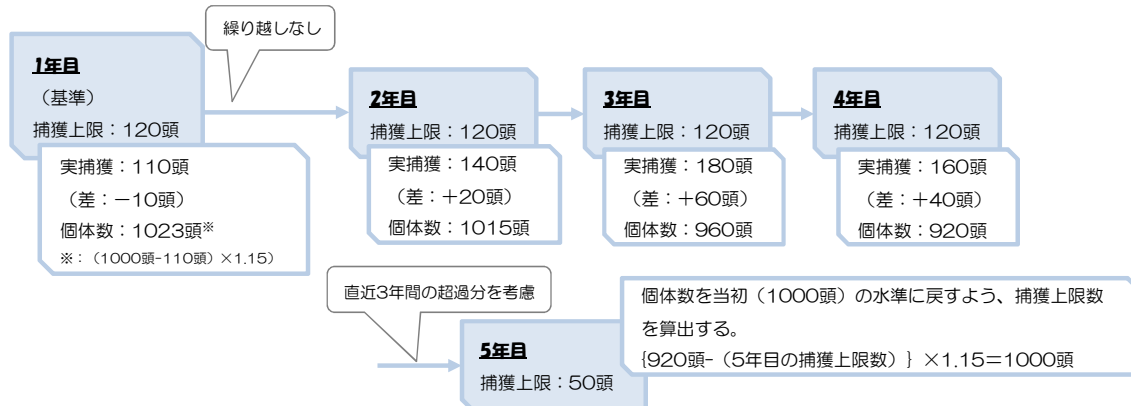 繰り越しなし
1年目
（基準）
捕獲上限：120頭
実捕獲：110頭
（差：－10頭）
個体数：1023頭※
※：（1000頭-110頭）×1.15）
2年目
捕獲上限：120頭
実捕獲：140頭
（差：＋20頭）
個体数：1015頭
3年目
捕獲上限：120頭
実捕獲：180頭
（差：＋60頭）
個体数：960頭
4年目
捕獲上限：120頭
実捕獲：160頭
（差：＋40頭）
個体数：920頭
直近3年間の超過分を考慮
5年目
捕獲上限：50頭
個体数を当初（1000頭）の水準に戻すよう、捕獲上限数
を算出する。
{920頭-（5年目の捕獲上限数）}×1.15＝1000頭